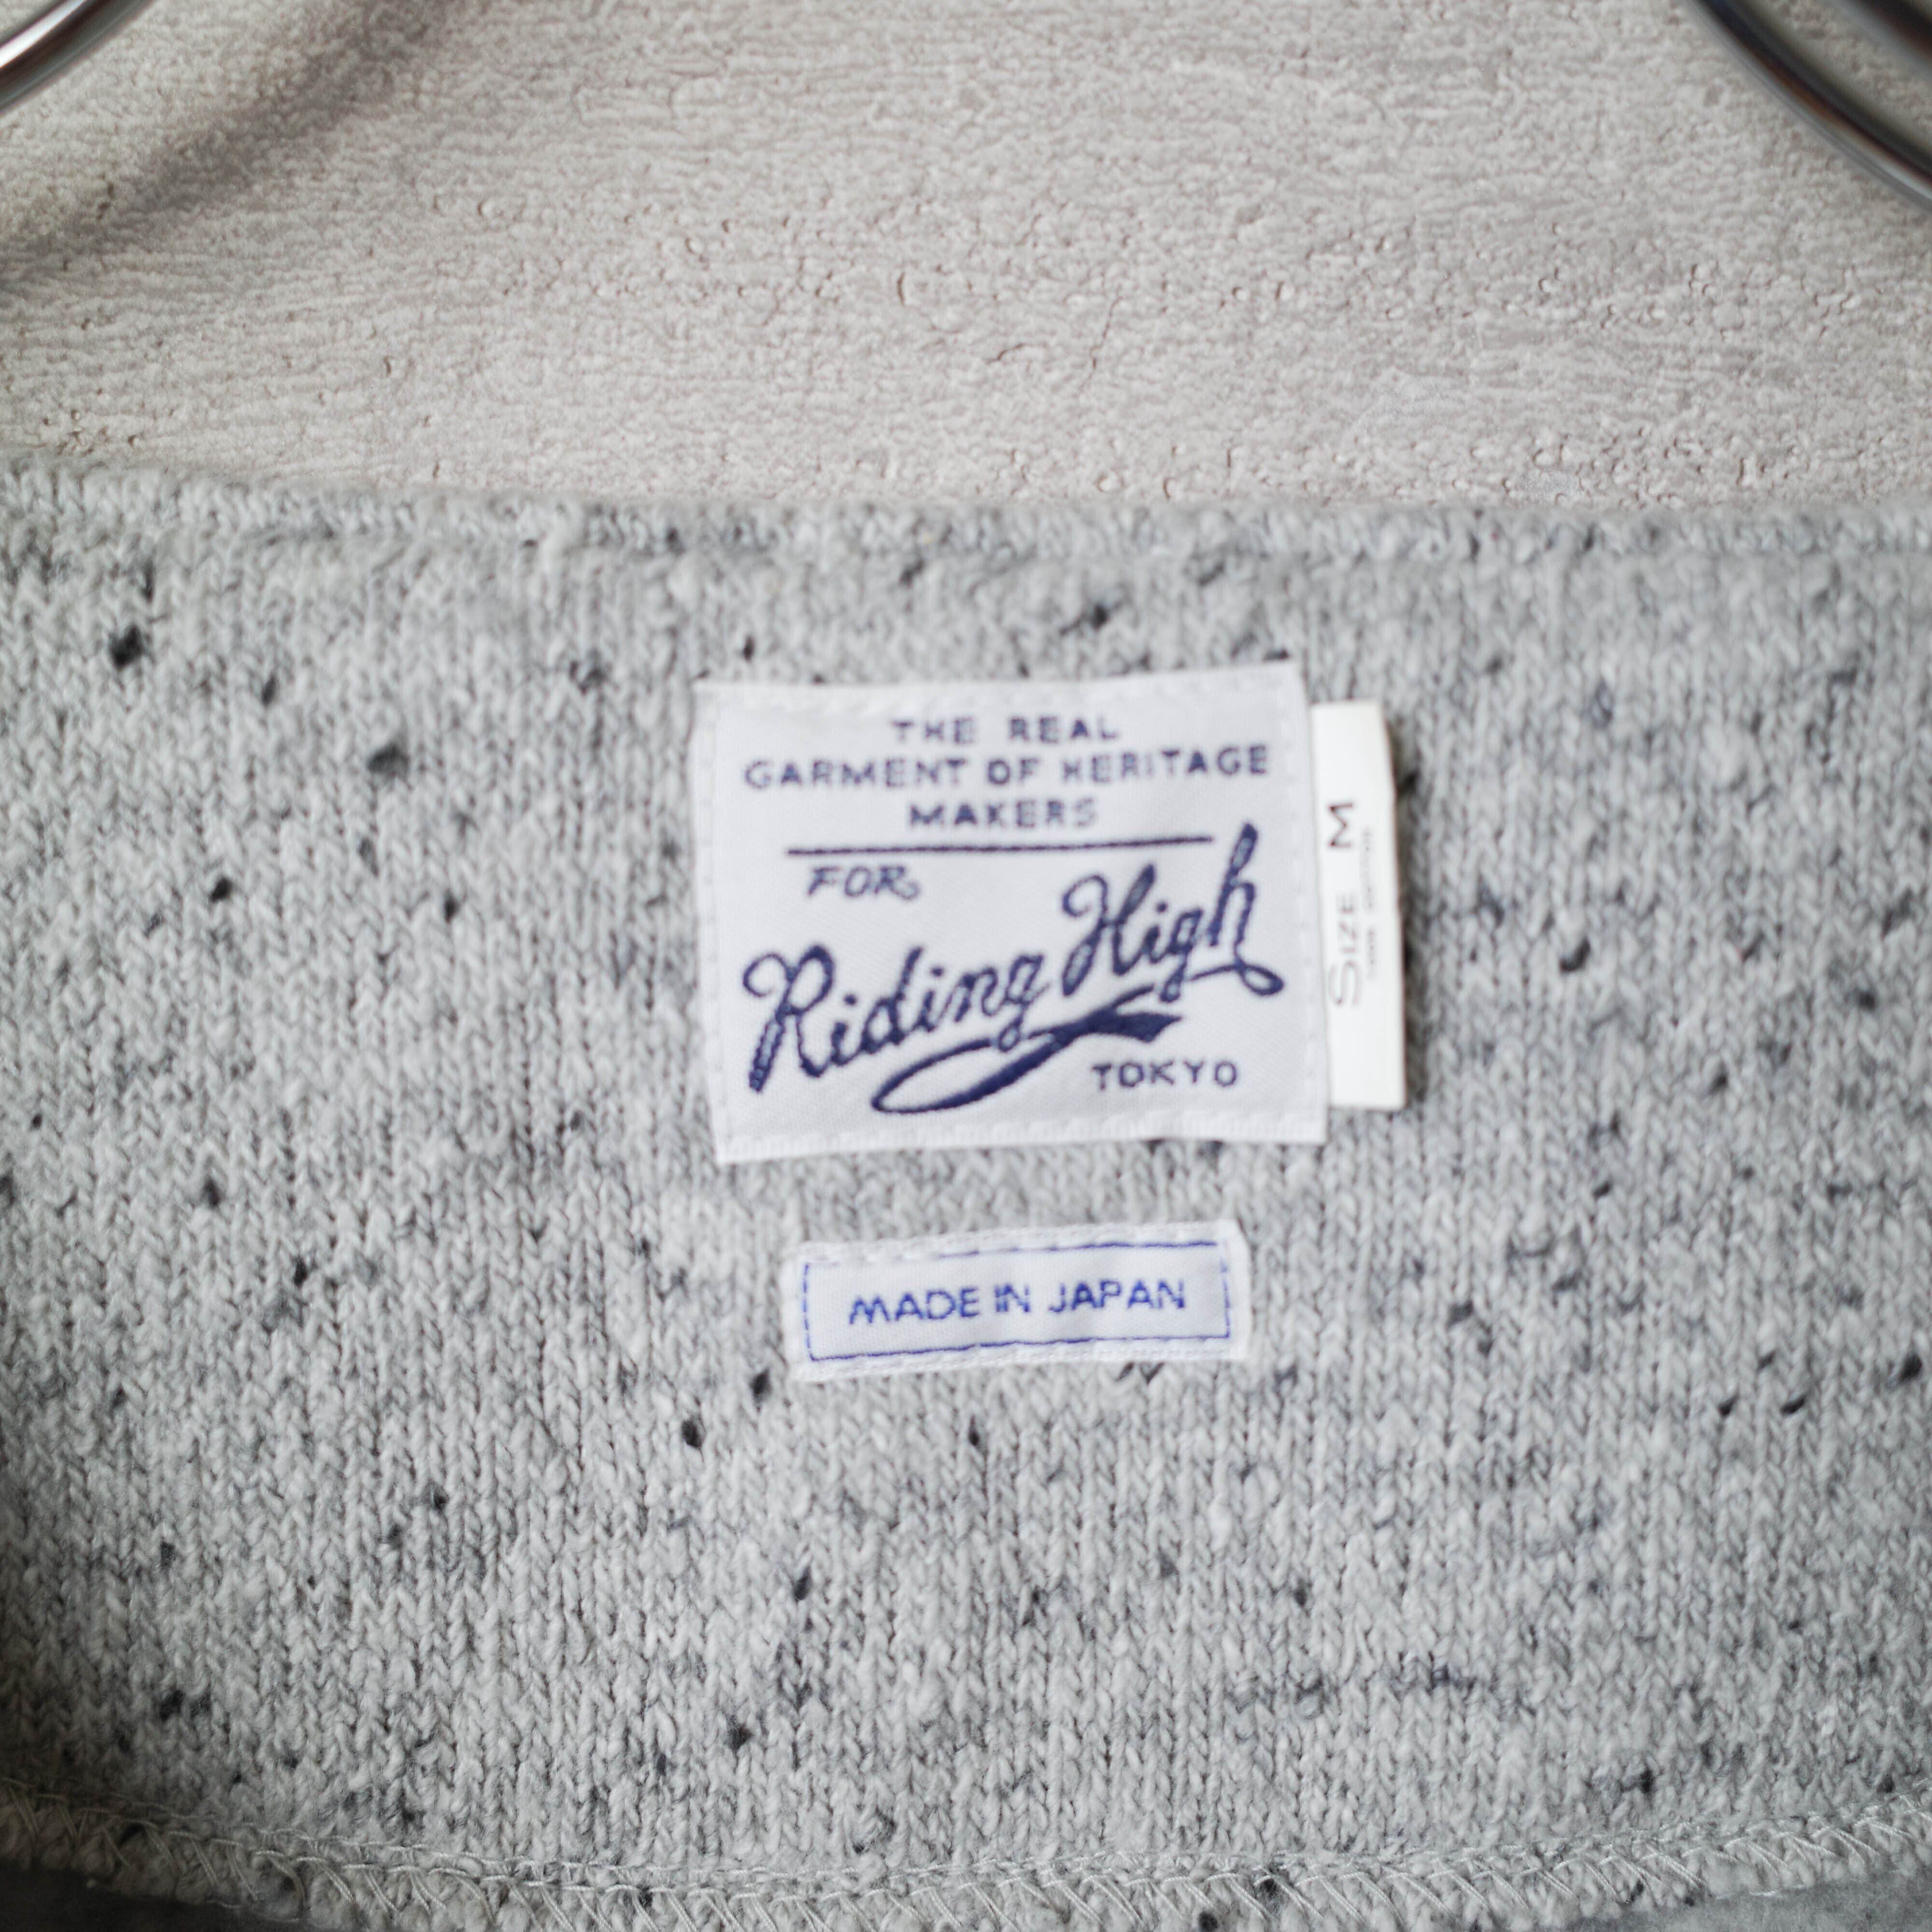 THE REAL
GARMENT OF HERITAGE
MAKERS
FOR
Riding High
TOKYO
SIZE M
MADE IN JAPAN